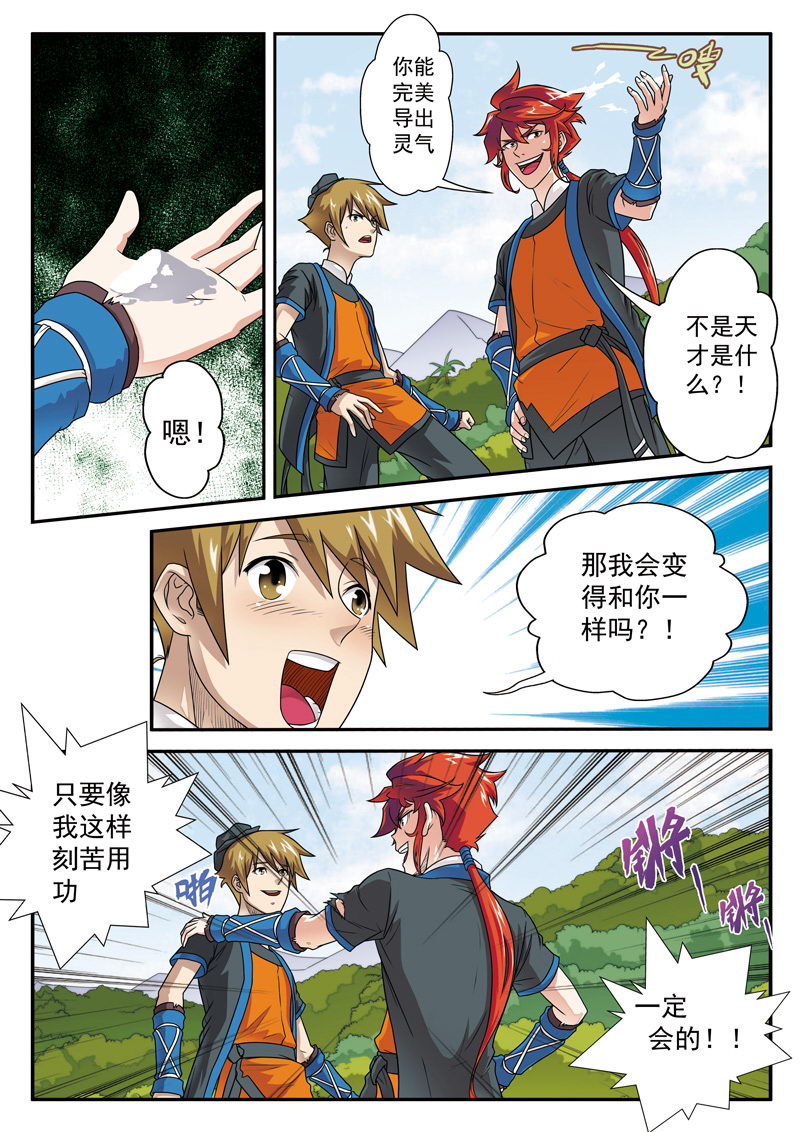 嗯！
嗖
你能
完美
导出
灵气
不是天
才是什
么？！
那我会变
得和你一
样吗？！
只要像
我这样
刻苦用
功
啪
锵
锵
一定
会的！！